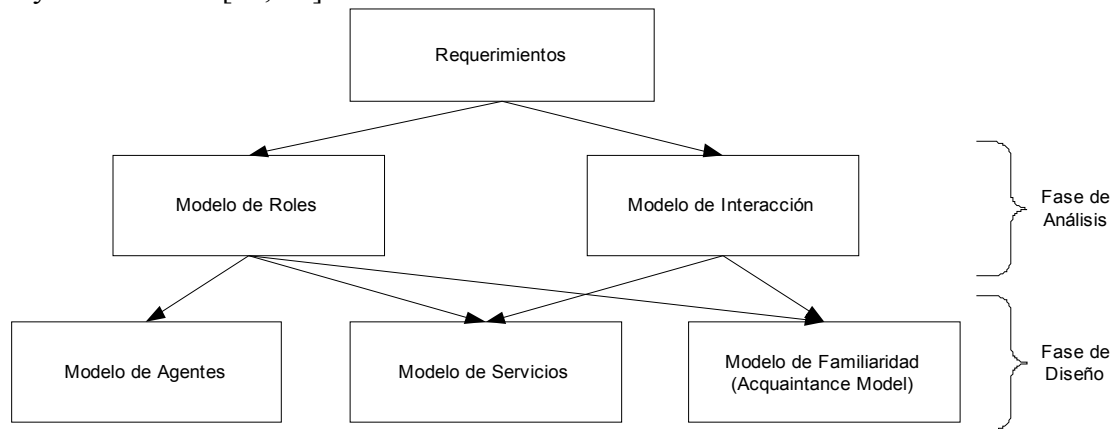 Requerimientos
Modelo de Roles
Modelo de Interacción
Fase de
Análisis
Modelo de Agentes
Modelo de Servicios
Modelo de Familiaridad
(Acquaintance Model)
Fase de
Diseño